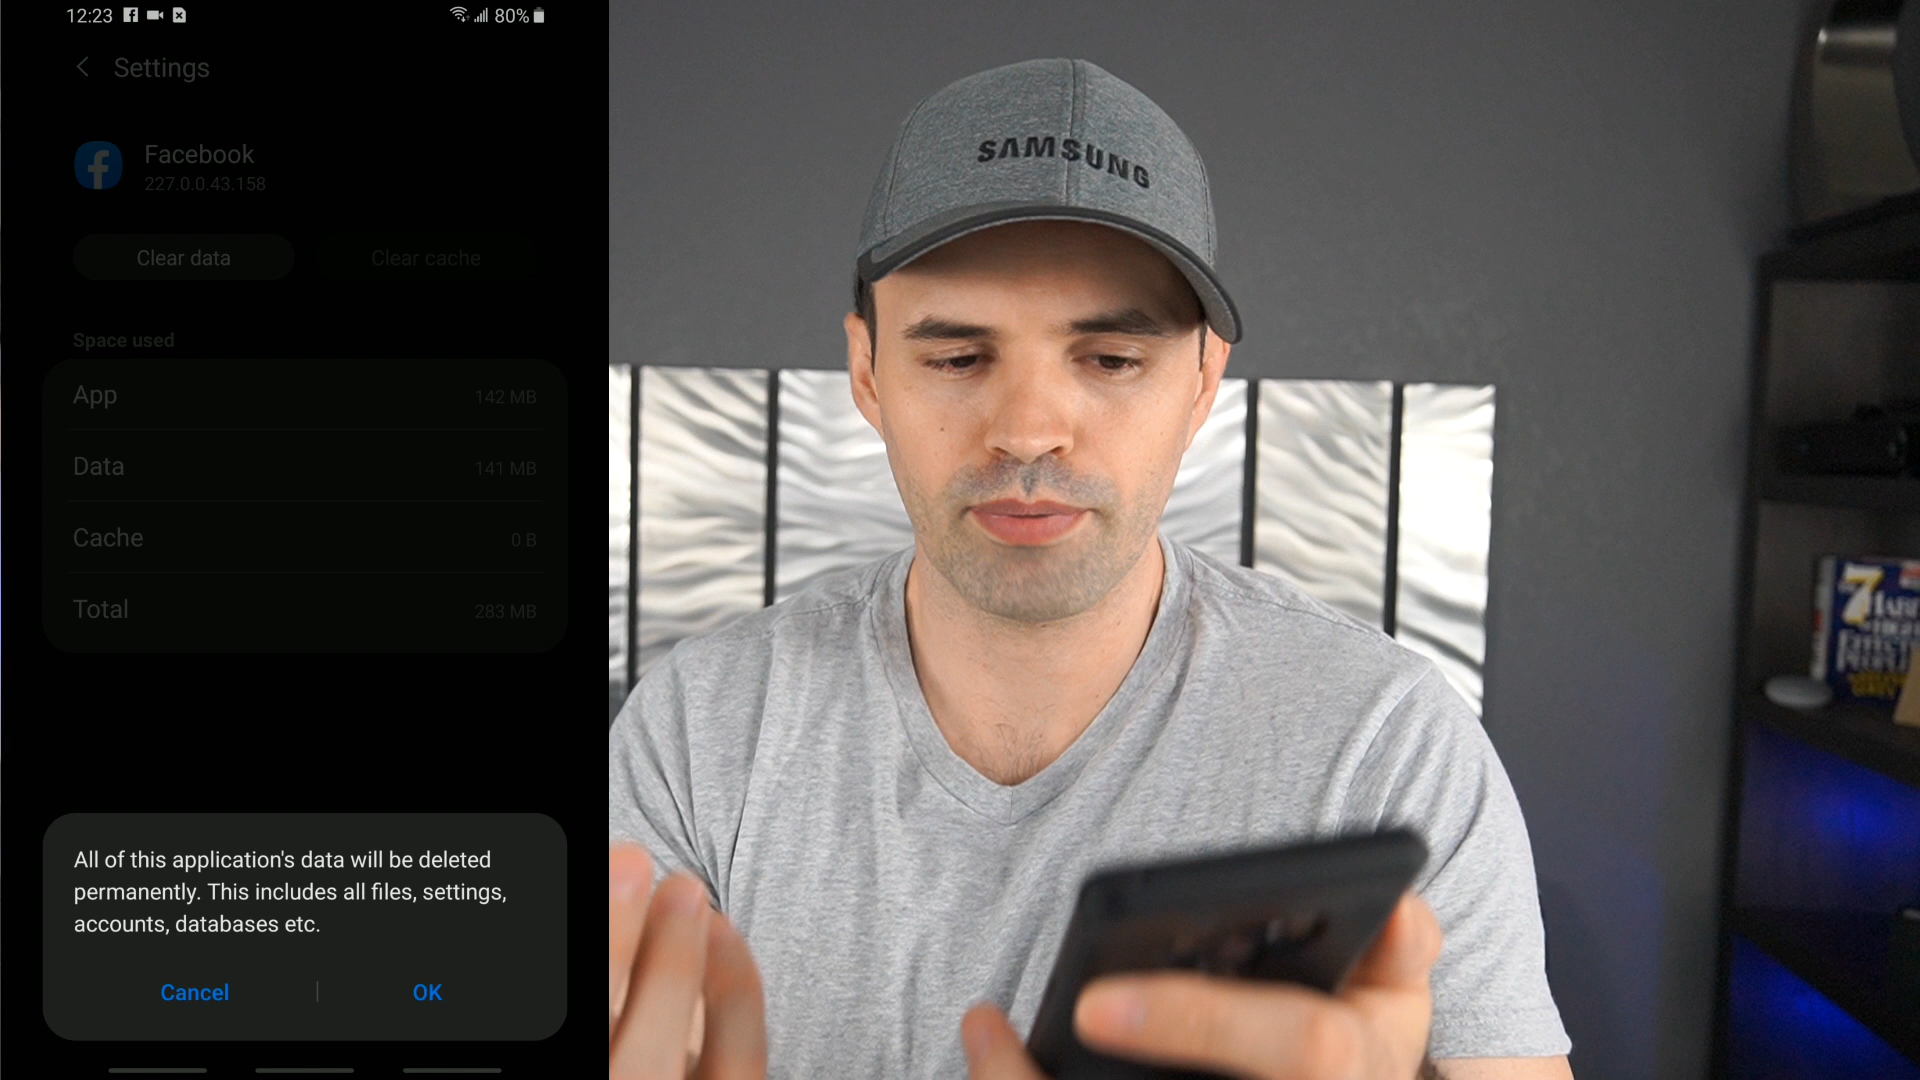 12:23
80%
Settings
Facebook
227.0.0.43.158
Clear data
Clear cache
Space used
App
142 MB
Data
141 MB
Cache
0 B
Total
283 MB
All of this application's data will be deleted
permanently. This includes all files, settings,
accounts, databases etc.
Cancel
OK
SAMSUNG
7